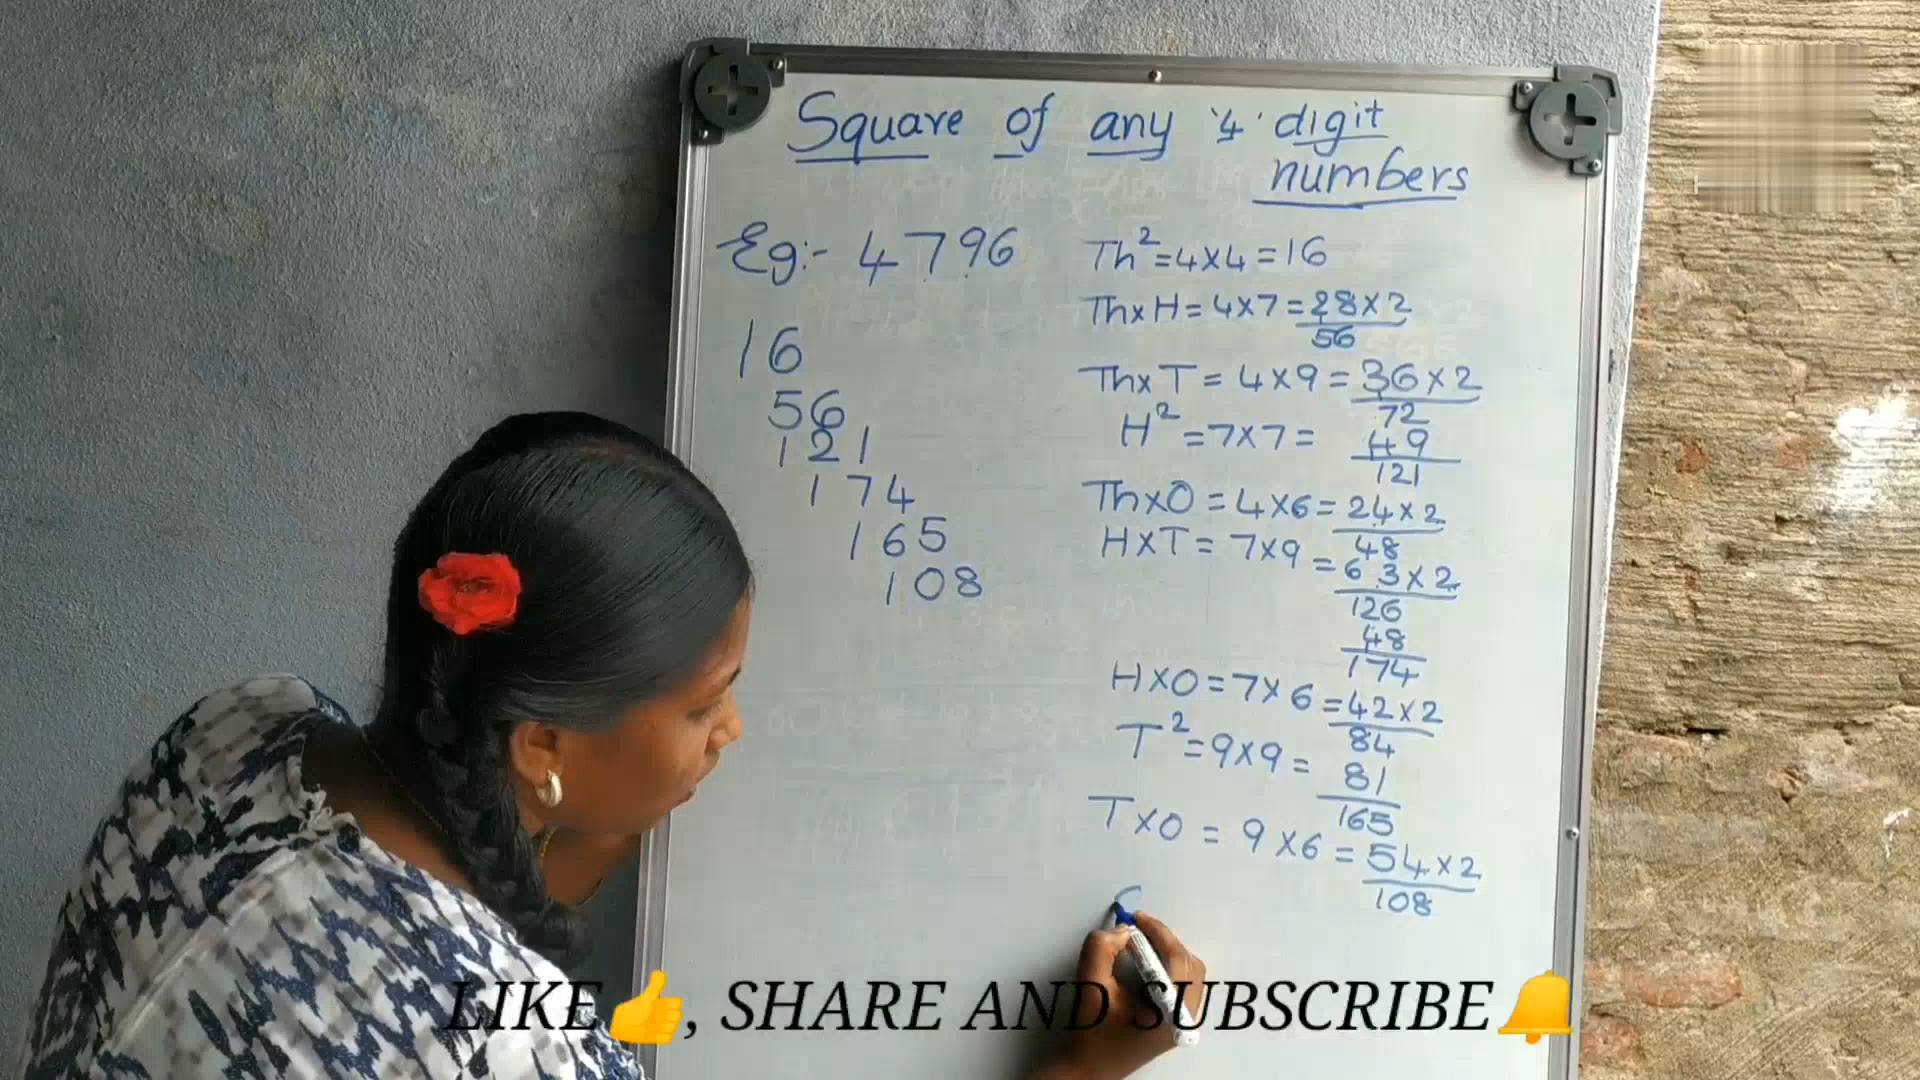 Square of any '4' digit
numbers
Eg:- 4796
16
56
121
174
165
108
Th²=4x4=16
ThxH=4x7=28x2
56
ThxT=4x9=36x2
72
H²=7x7=
49
121
ThxO=4x6=24x2
48
HxT=7x9=63x2
126
48
174
HxO=7x6=42x2
84
T²=9x9=
81
165
TxO=9x6=54x2
108
LIKE👍, SHARE AND SUBSCRIBE🔔